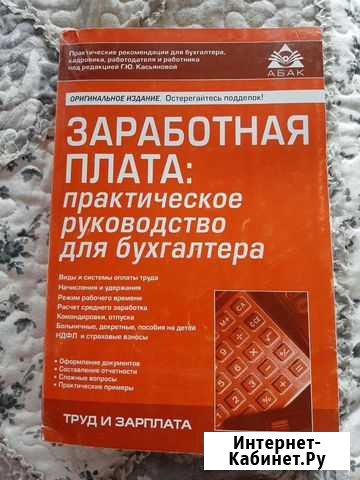 Практические рекомендации для бухгалтера,
кадровика, работодателя и работника
под редакцией Г.Ю. Касьяновой
АБАК
ОРИГИНАЛЬНОЕ ИЗДАНИЕ. Остерегайтесь подделок!
ЗАРАБОТНАЯ
ПЛАТА:
практическое
руководство
для бухгалтера
Виды и системы оплаты труда
Начисления и удержания
Режим рабочего времени
Расчет среднего заработка
Командировки, отпуска
Больничные, декретные, пособия на детей
НДФЛ и страховые взносы
• Оформление документов
• Составление отчетности
• Сложные вопросы
• Практические примеры
ТРУД И ЗАРПЛАТА
Интернет-
Кабинет.Ру